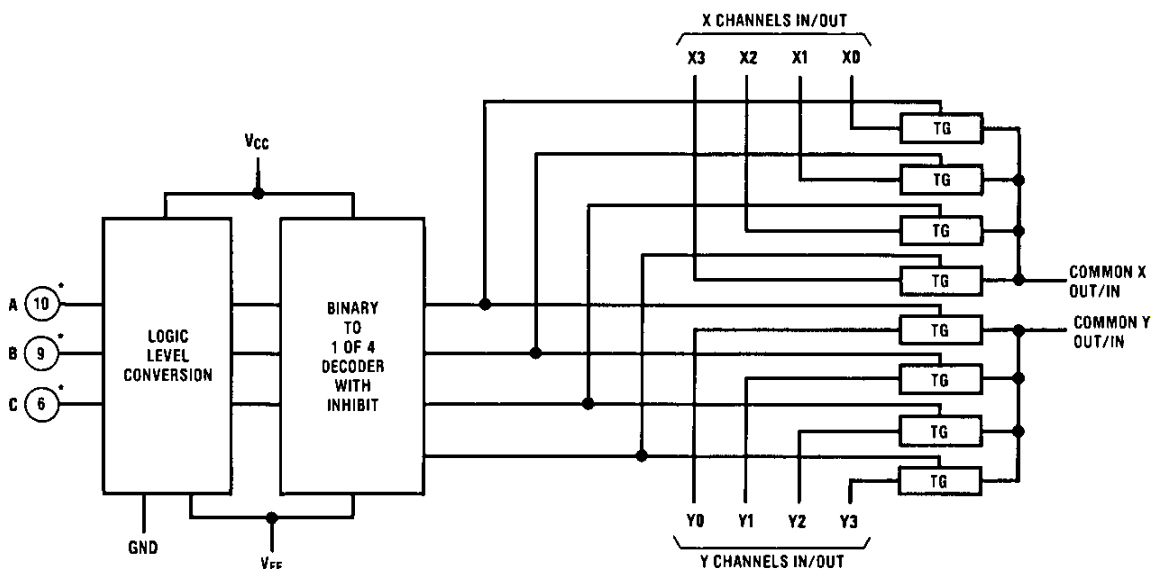 X CHANNELS IN/OUT
X3 X2 X1 X0
TG
TG
TG
TG
COMMON X
OUT/IN
VCC
A 10 *
B 9 *
C 6 *
LOGIC
LEVEL
CONVERSION
BINARY
TO
1 OF 4
DECODER
WITH
INHIBIT
TG
COMMON Y
OUT/IN
TG
TG
TG
GND
VEE
Y0 Y1 Y2 Y3
Y CHANNELS IN/OUT